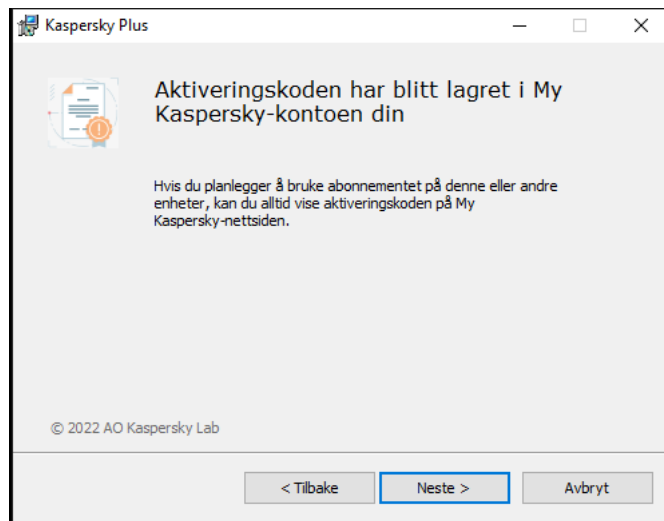 Kaspersky Plus
Aktiveringskoden har blitt lagret i My
Kaspersky-kontoen din
Hvis du planlegger å bruke abonnementet på denne eller andre
enheter, kan du alltid vise aktiveringskoden på My
Kaspersky-nettsiden.
© 2022 AO Kaspersky Lab
< Tilbake
Neste >
Avbryt